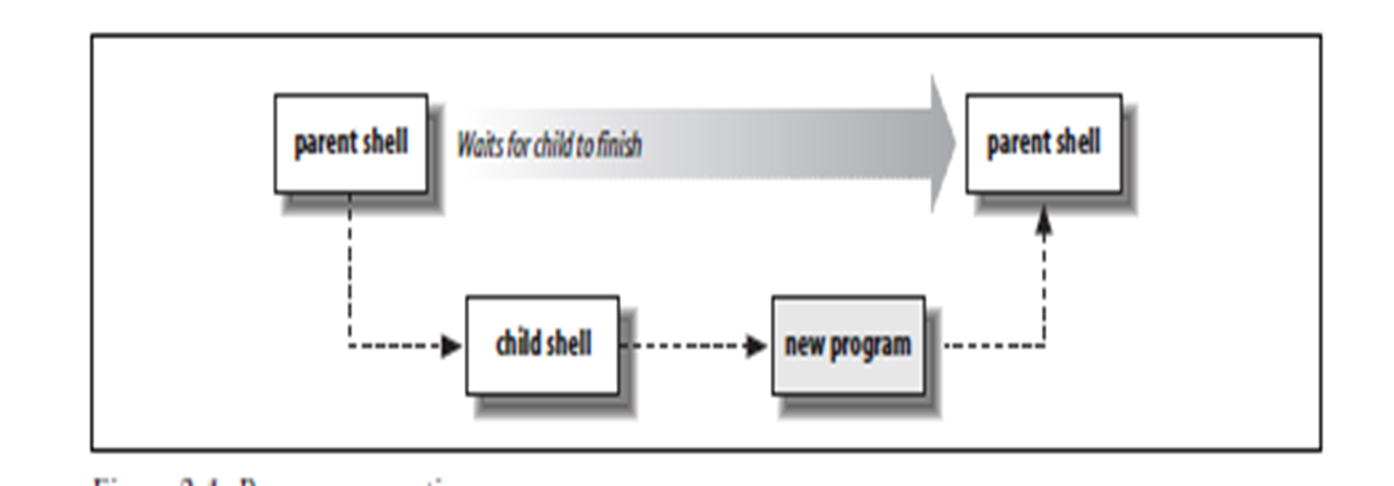 parent shell
Waits for child to finish
parent shell
child shell
new program